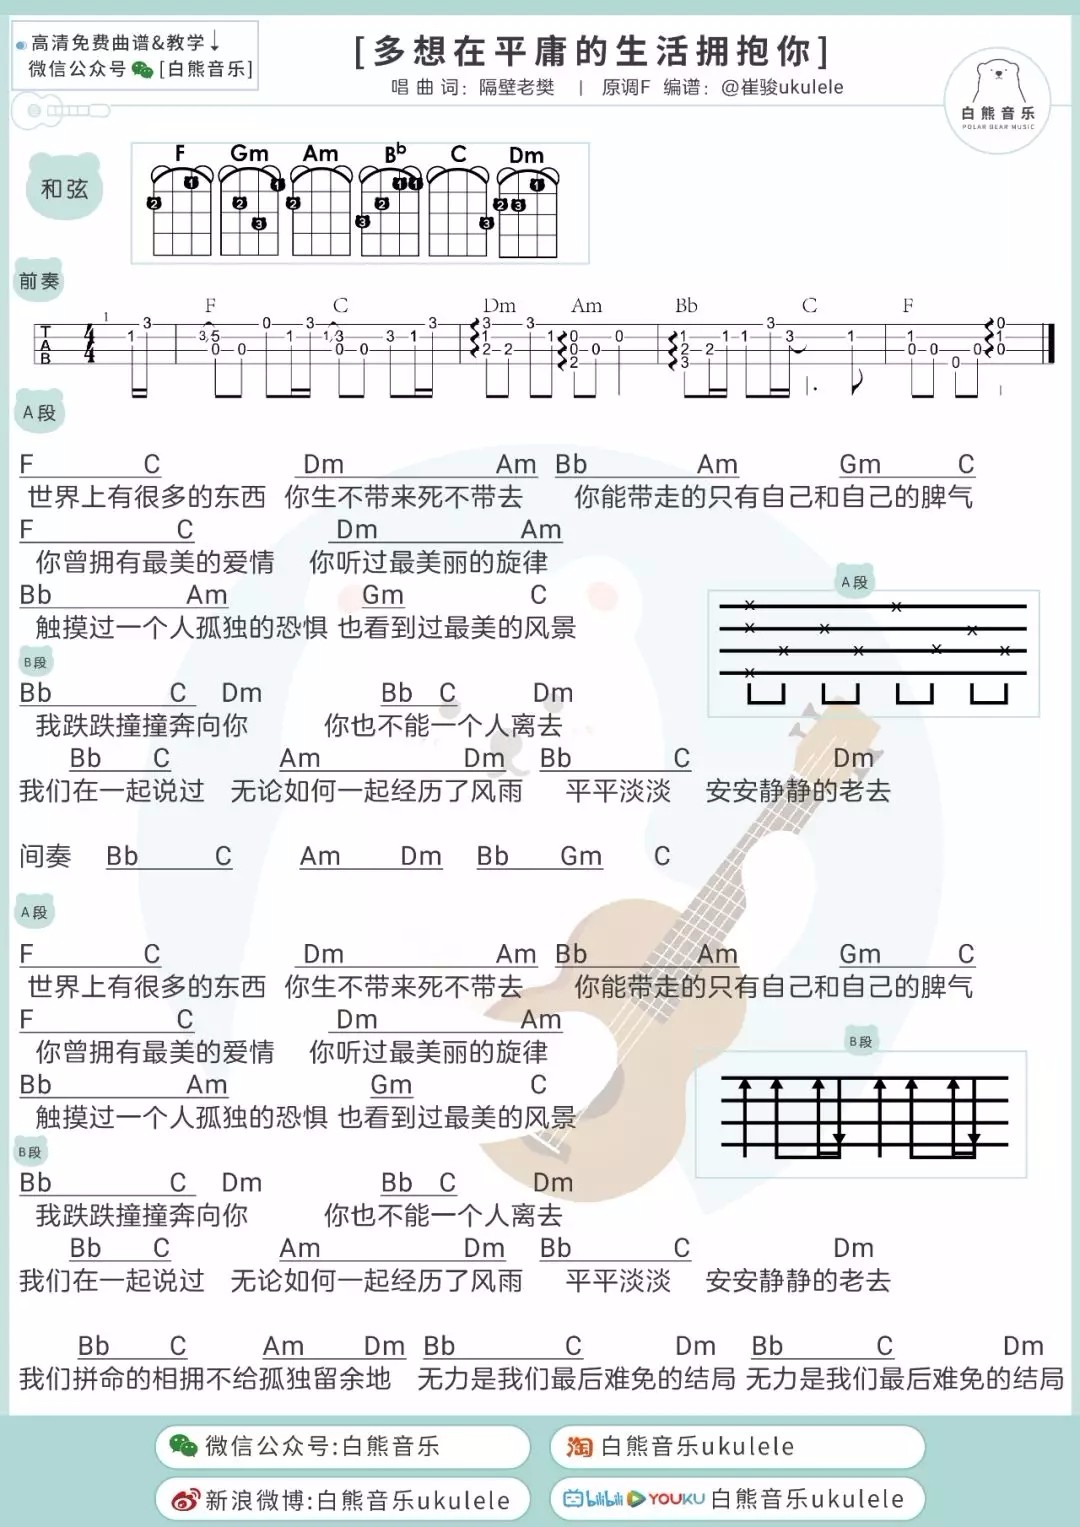 高清免费曲谱&教学↓
微信公众号 [白熊音乐]
[多想在平庸的生活拥抱你]
唱 曲 词：隔壁老樊 | 原调F 编谱：@崔骏ukulele
白熊音乐
POLAR BEAR MUSIC
和弦
F Gm Am Bb C Dm
前奏
F C Dm Am Bb C F
A段
F C Dm Am Bb Am Gm C
世界上有很多的东西 你生不带来死不带去 你能带走的只有自己和自己的脾气
F C Dm Am
你曾拥有最美的爱情 你听过最美丽的旋律
Bb Am Gm C
触摸过一个人孤独的恐惧 也看到过最美的风景
A段
B段
Bb C Dm Bb C Dm
我跌跌撞撞奔向你 你也不能一个人离去
Bb C Am Dm Bb C Dm
我们在一起说过 无论如何一起经历了风雨 平平淡淡 安安静静的老去
间奏 Bb C Am Dm Bb Gm C
A段
F C Dm Am Bb Am Gm C
世界上有很多的东西 你生不带来死不带去 你能带走的只有自己和自己的脾气
F C Dm Am
你曾拥有最美的爱情 你听过最美丽的旋律
Bb Am Gm C
触摸过一个人孤独的恐惧 也看到过最美的风景
B段
B段
Bb C Dm Bb C Dm
我跌跌撞撞奔向你 你也不能一个人离去
Bb C Am Dm Bb C Dm
我们在一起说过 无论如何一起经历了风雨 平平淡淡 安安静静的老去
Bb C Am Dm Bb C Dm Bb C Dm
我们拼命的相拥不给孤独留余地 无力是我们最后难免的结局 无力是我们最后难免的结局
微信公众号:白熊音乐
淘 白熊音乐ukulele
新浪微博:白熊音乐ukulele
bilibili YOUKU 白熊音乐ukulele